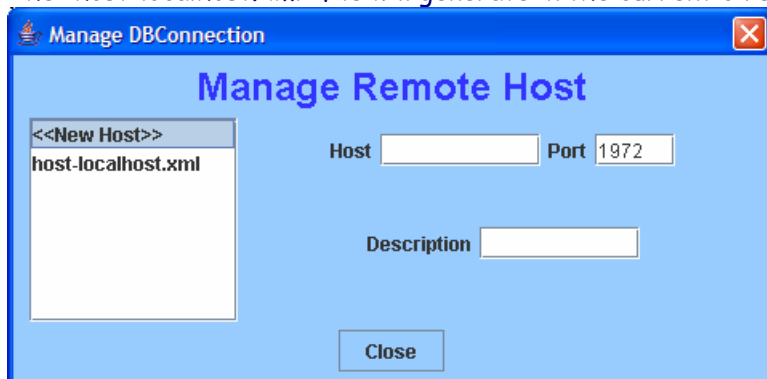 Manage DBConnection
Manage Remote Host
<<New Host>>
host-localhost.xml
Host
Port 1972
Description
Close